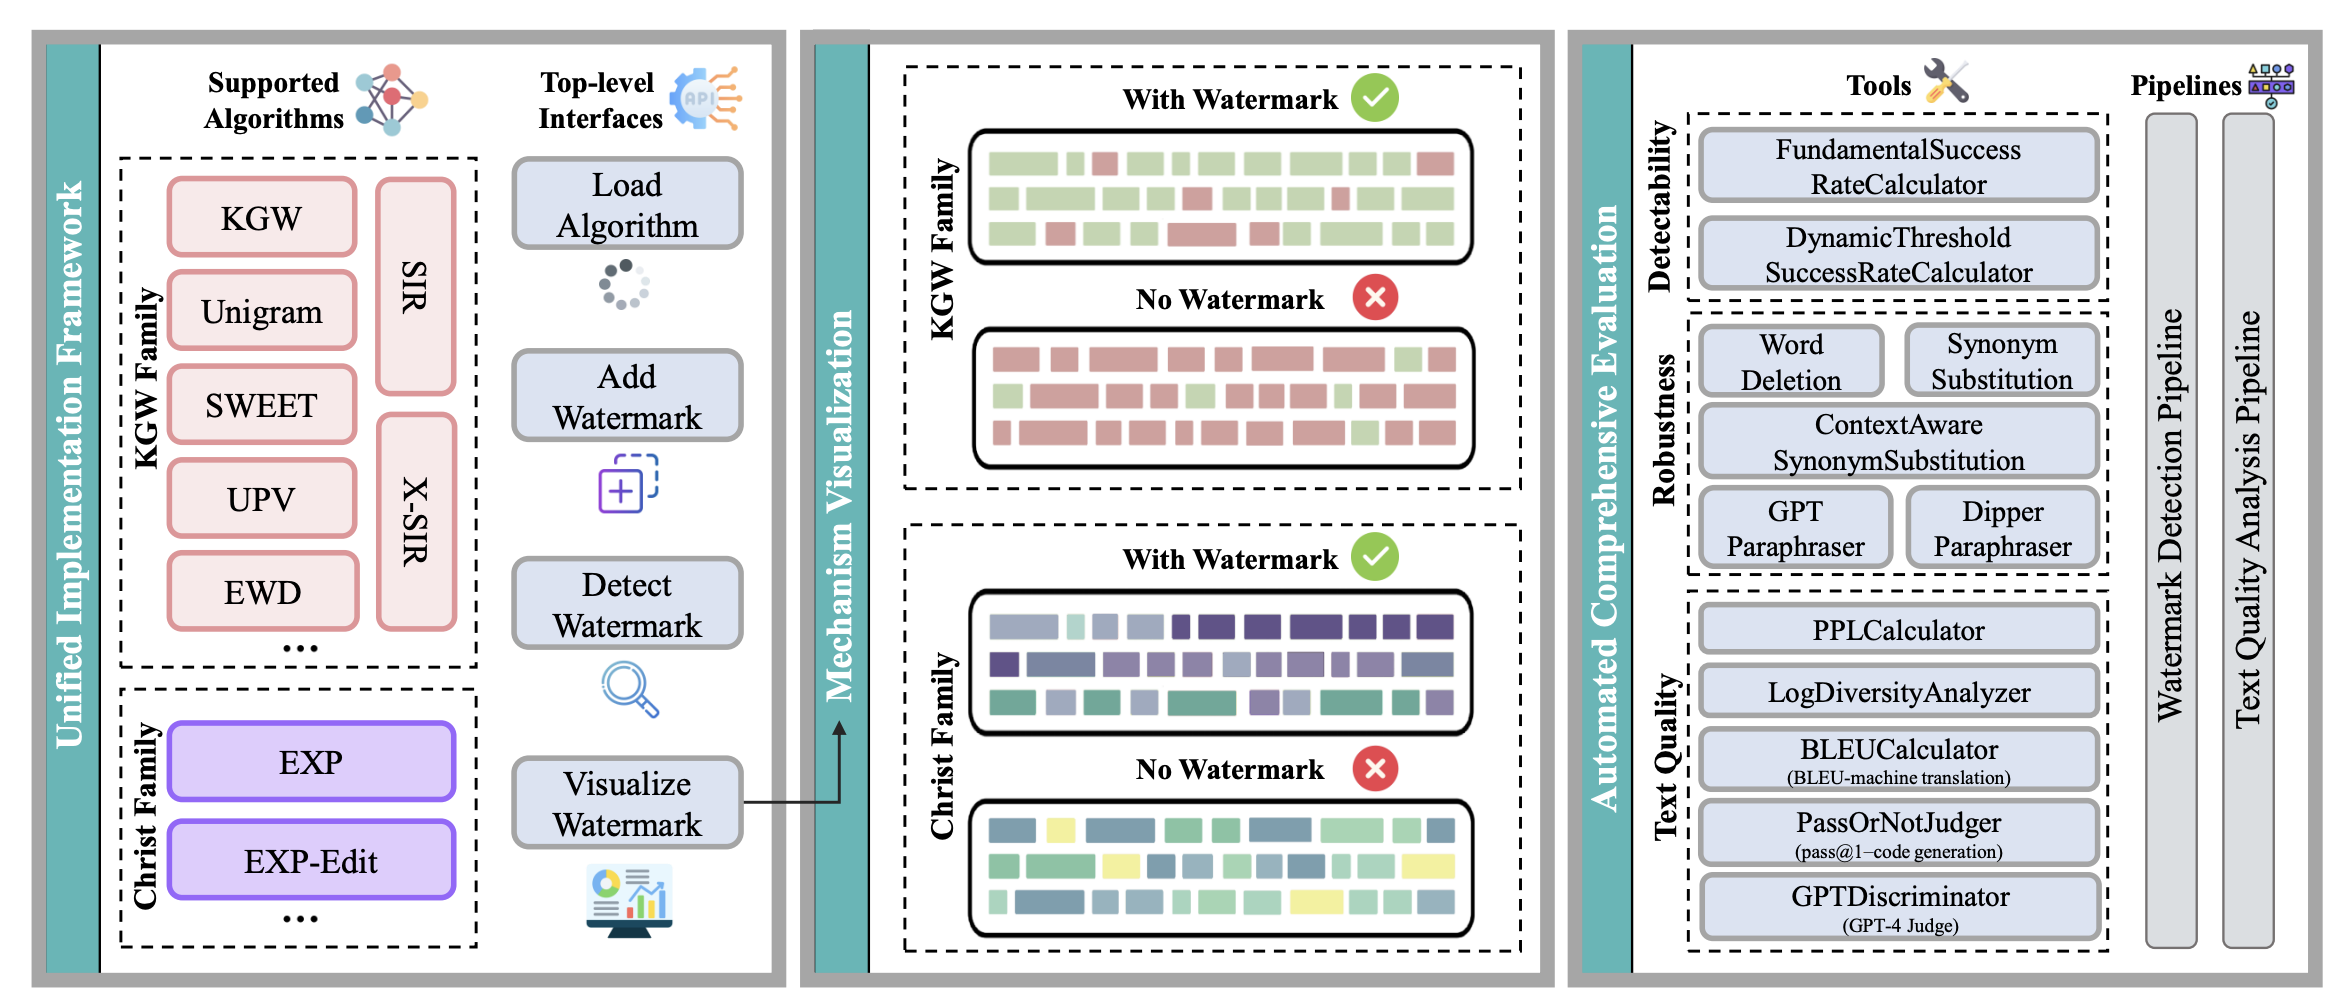 Unified Implementation Framework
Supported
Algorithms
KGW Family
KGW
Unigram
SWEET
UPV
EWD
SIR
X-SIR
...
Christ Family
EXP
EXP-Edit
...
Top-level
Interfaces
API
Load
Algorithm
Add
Watermark
Detect
Watermark
Visualize
Watermark
Mechanism Visualization
KGW Family
With Watermark
No Watermark
Christ Family
With Watermark
No Watermark
Automated Comprehensive Evaluation
Tools
Detectability
FundamentalSuccess
RateCalculator
DynamicThreshold
SuccessRateCalculator
Robustness
Word
Deletion
Synonym
Substitution
ContextAware
SynonymSubstitution
GPT
Paraphraser
Dipper
Paraphraser
Text Quality
PPLCalculator
LogDiversityAnalyzer
BLEUCalculator
(BLEU-machine translation)
PassOrNotJudger
(pass@1–code generation)
GPTDiscriminator
(GPT-4 Judge)
Pipelines
Watermark Detection Pipeline
Text Quality Analysis Pipeline